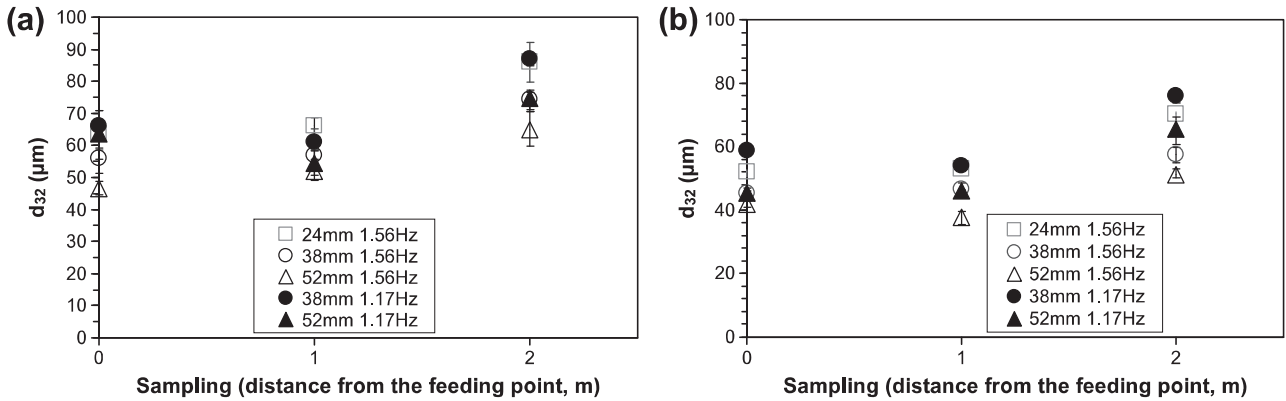 (a)
100
90
80
70
60
50
40
30
20
10
0
d32 (µm)
24mm 1.56Hz
38mm 1.56Hz
52mm 1.56Hz
38mm 1.17Hz
52mm 1.17Hz
0 1 2
Sampling (distance from the feeding point, m)
(b)
100
80
60
40
20
0
d32 (µm)
24mm 1.56Hz
38mm 1.56Hz
52mm 1.56Hz
38mm 1.17Hz
52mm 1.17Hz
0 1 2
Sampling (distance from the feeding point, m)